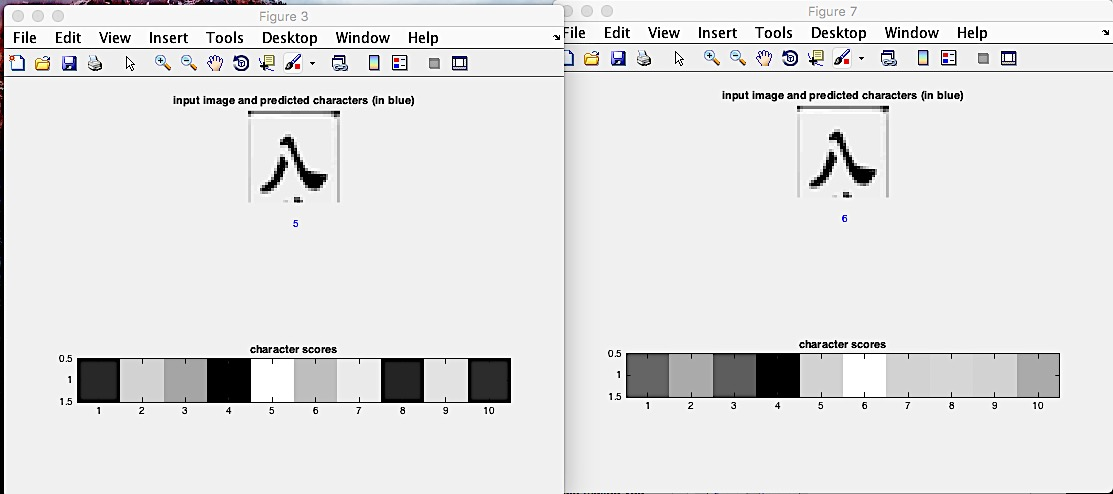 Figure 3
File Edit View Insert Tools Desktop Window Help
input image and predicted characters (in blue)
入
5
character scores
0.5
1
1.5
1 2 3 4 5 6 7 8 9 10
Figure 7
File Edit View Insert Tools Desktop Window Help
input image and predicted characters (in blue)
入
6
character scores
0.5
1
1.5
1 2 3 4 5 6 7 8 9 10